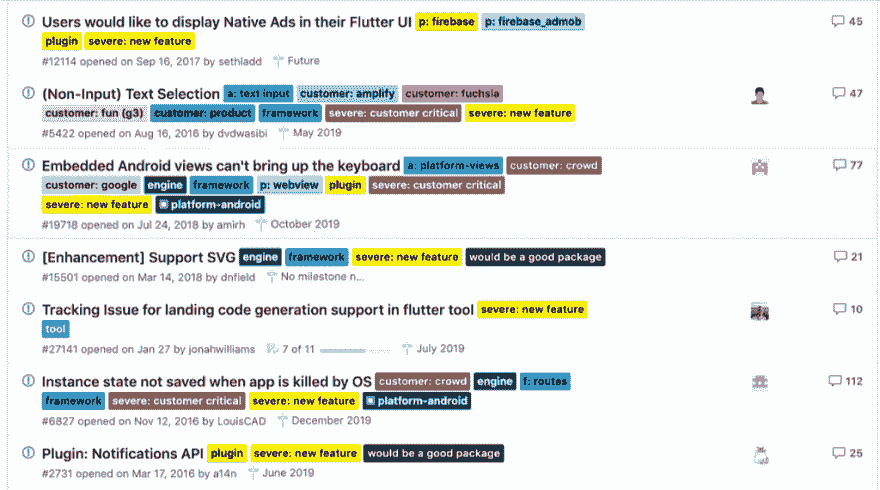 Users would like to display Native Ads in their Flutter UI p: firebase p: firebase_admob 45
plugin severe: new feature
#12114 opened on Sep 16, 2017 by sethladd Future
(Non-Input) Text Selection a: text input customer: amplify customer: fuchsia 47
customer: fun (g3) customer: product framework severe: customer critical severe: new feature
#5422 opened on Aug 16, 2016 by dvdwasibi May 2019
Embedded Android views can't bring up the keyboard a: platform-views customer: crowd 77
customer: google engine framework p: webview plugin severe: customer critical
severe: new feature platform-android
#19718 opened on Jul 24, 2018 by amirh October 2019
[Enhancement] Support SVG engine framework severe: new feature would be a good package 21
#15501 opened on Mar 14, 2018 by dnfield No milestone n...
Tracking Issue for landing code generation support in flutter tool severe: new feature 10
tool
#27141 opened on Jan 27 by jonahwilliams 7 of 11 July 2019
Instance state not saved when app is killed by OS customer: crowd engine f: routes 112
framework severe: customer critical severe: new feature platform-android
#6827 opened on Nov 12, 2016 by LouisCAD December 2019
Plugin: Notifications API plugin severe: new feature would be a good package 25
#2731 opened on Mar 17, 2016 by a14n June 2019